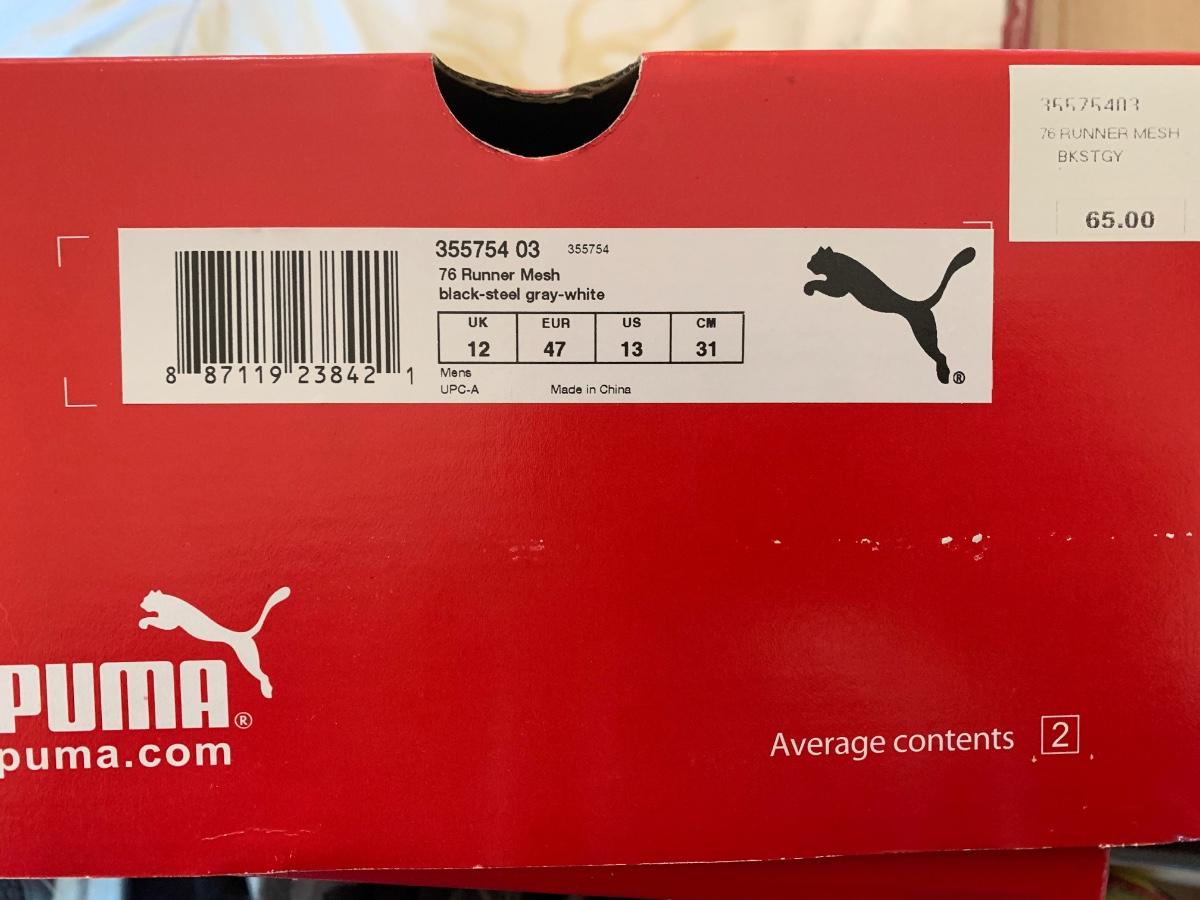 35575403
76 RUNNER MESH
BKSTGY
65.00
355754 03 355754
76 Runner Mesh
black-steel gray-white
UK EUR US CM
12 47 13 31
Mens
UPC-A Made in China
8 87119 23842 1
®
PUMA®
puma.com
Average contents 2